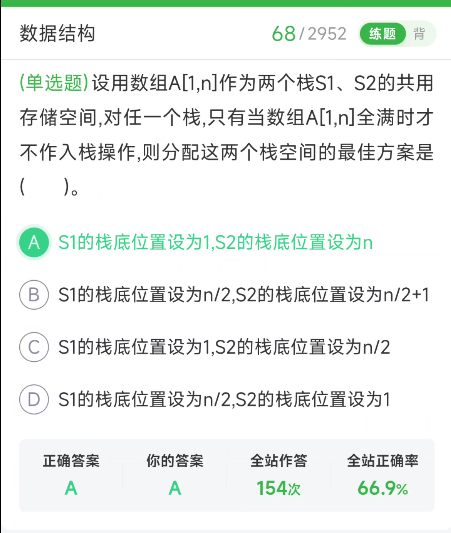 数据结构 68/2952 练题 背
(单选题)设用数组A[1,n]作为两个栈S1、S2的共用
存储空间,对任一个栈,只有当数组A[1,n]全满时才
不作入栈操作,则分配这两个栈空间的最佳方案是
(  )。
A S1的栈底位置设为1,S2的栈底位置设为n
B S1的栈底位置设为n/2,S2的栈底位置设为n/2+1
C S1的栈底位置设为1,S2的栈底位置设为n/2
D S1的栈底位置设为n/2,S2的栈底位置设为1
正确答案 你的答案 全站作答 全站正确率
A A 154次 66.9%